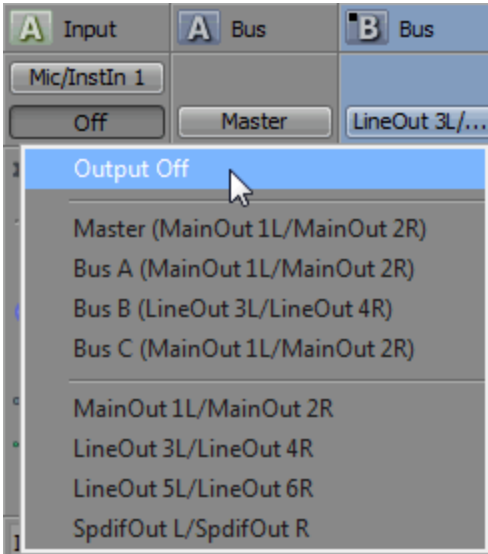 A Input A Bus B Bus
Mic/InstIn 1
Off Master LineOut 3L/...
Output Off
Master (MainOut 1L/MainOut 2R)
Bus A (MainOut 1L/MainOut 2R)
Bus B (LineOut 3L/LineOut 4R)
Bus C (MainOut 1L/MainOut 2R)
MainOut 1L/MainOut 2R
LineOut 3L/LineOut 4R
LineOut 5L/LineOut 6R
SpdifOut L/SpdifOut R